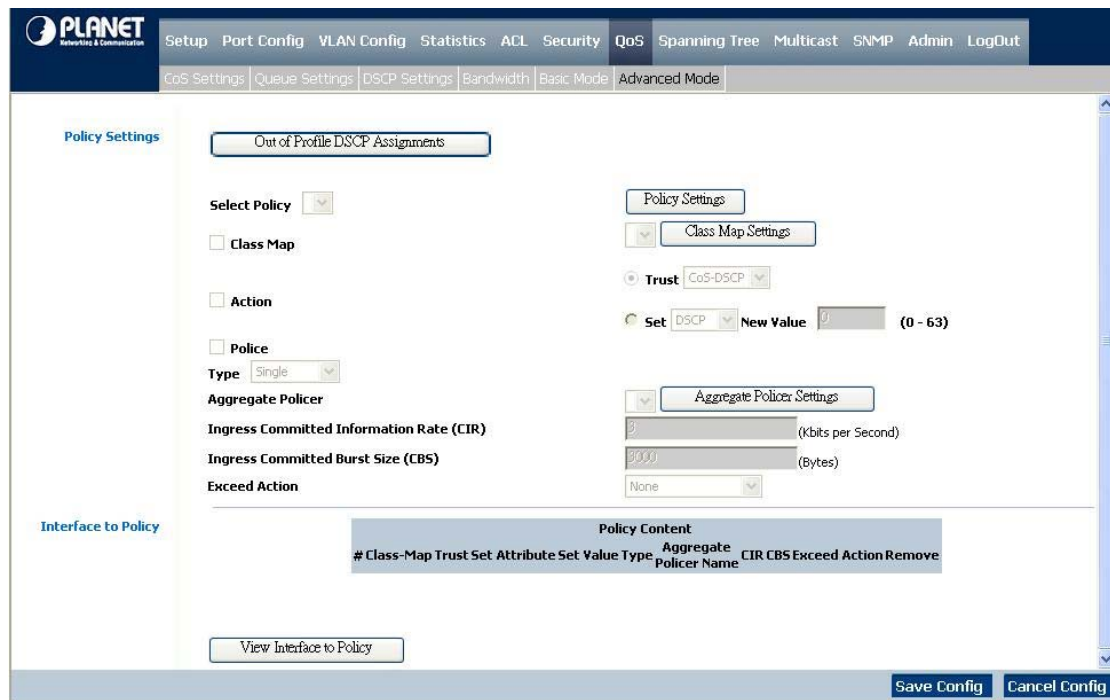 PLANET
Networking & Communication
Setup Port Config VLAN Config Statistics ACL Security QoS Spanning Tree Multicast SNMP Admin LogOut
CoS Settings Queue Settings DSCP Settings Bandwidth Basic Mode Advanced Mode
Policy Settings
Out of Profile DSCP Assignments
Select Policy Policy Settings
Class Map Class Map Settings
Trust CoS-DSCP
Action
Set DSCP New Value 0 (0 - 63)
Police
Type Single
Aggregate Policer Aggregate Policer Settings
Ingress Committed Information Rate (CIR) 3 (Kbits per Second)
Ingress Committed Burst Size (CBS) 3000 (Bytes)
Exceed Action None
Interface to Policy
Policy Content
# Class-Map Trust Set Attribute Set Value Type Aggregate Policer Name CIR CBS Exceed Action Remove
View Interface to Policy
Save Config Cancel Config